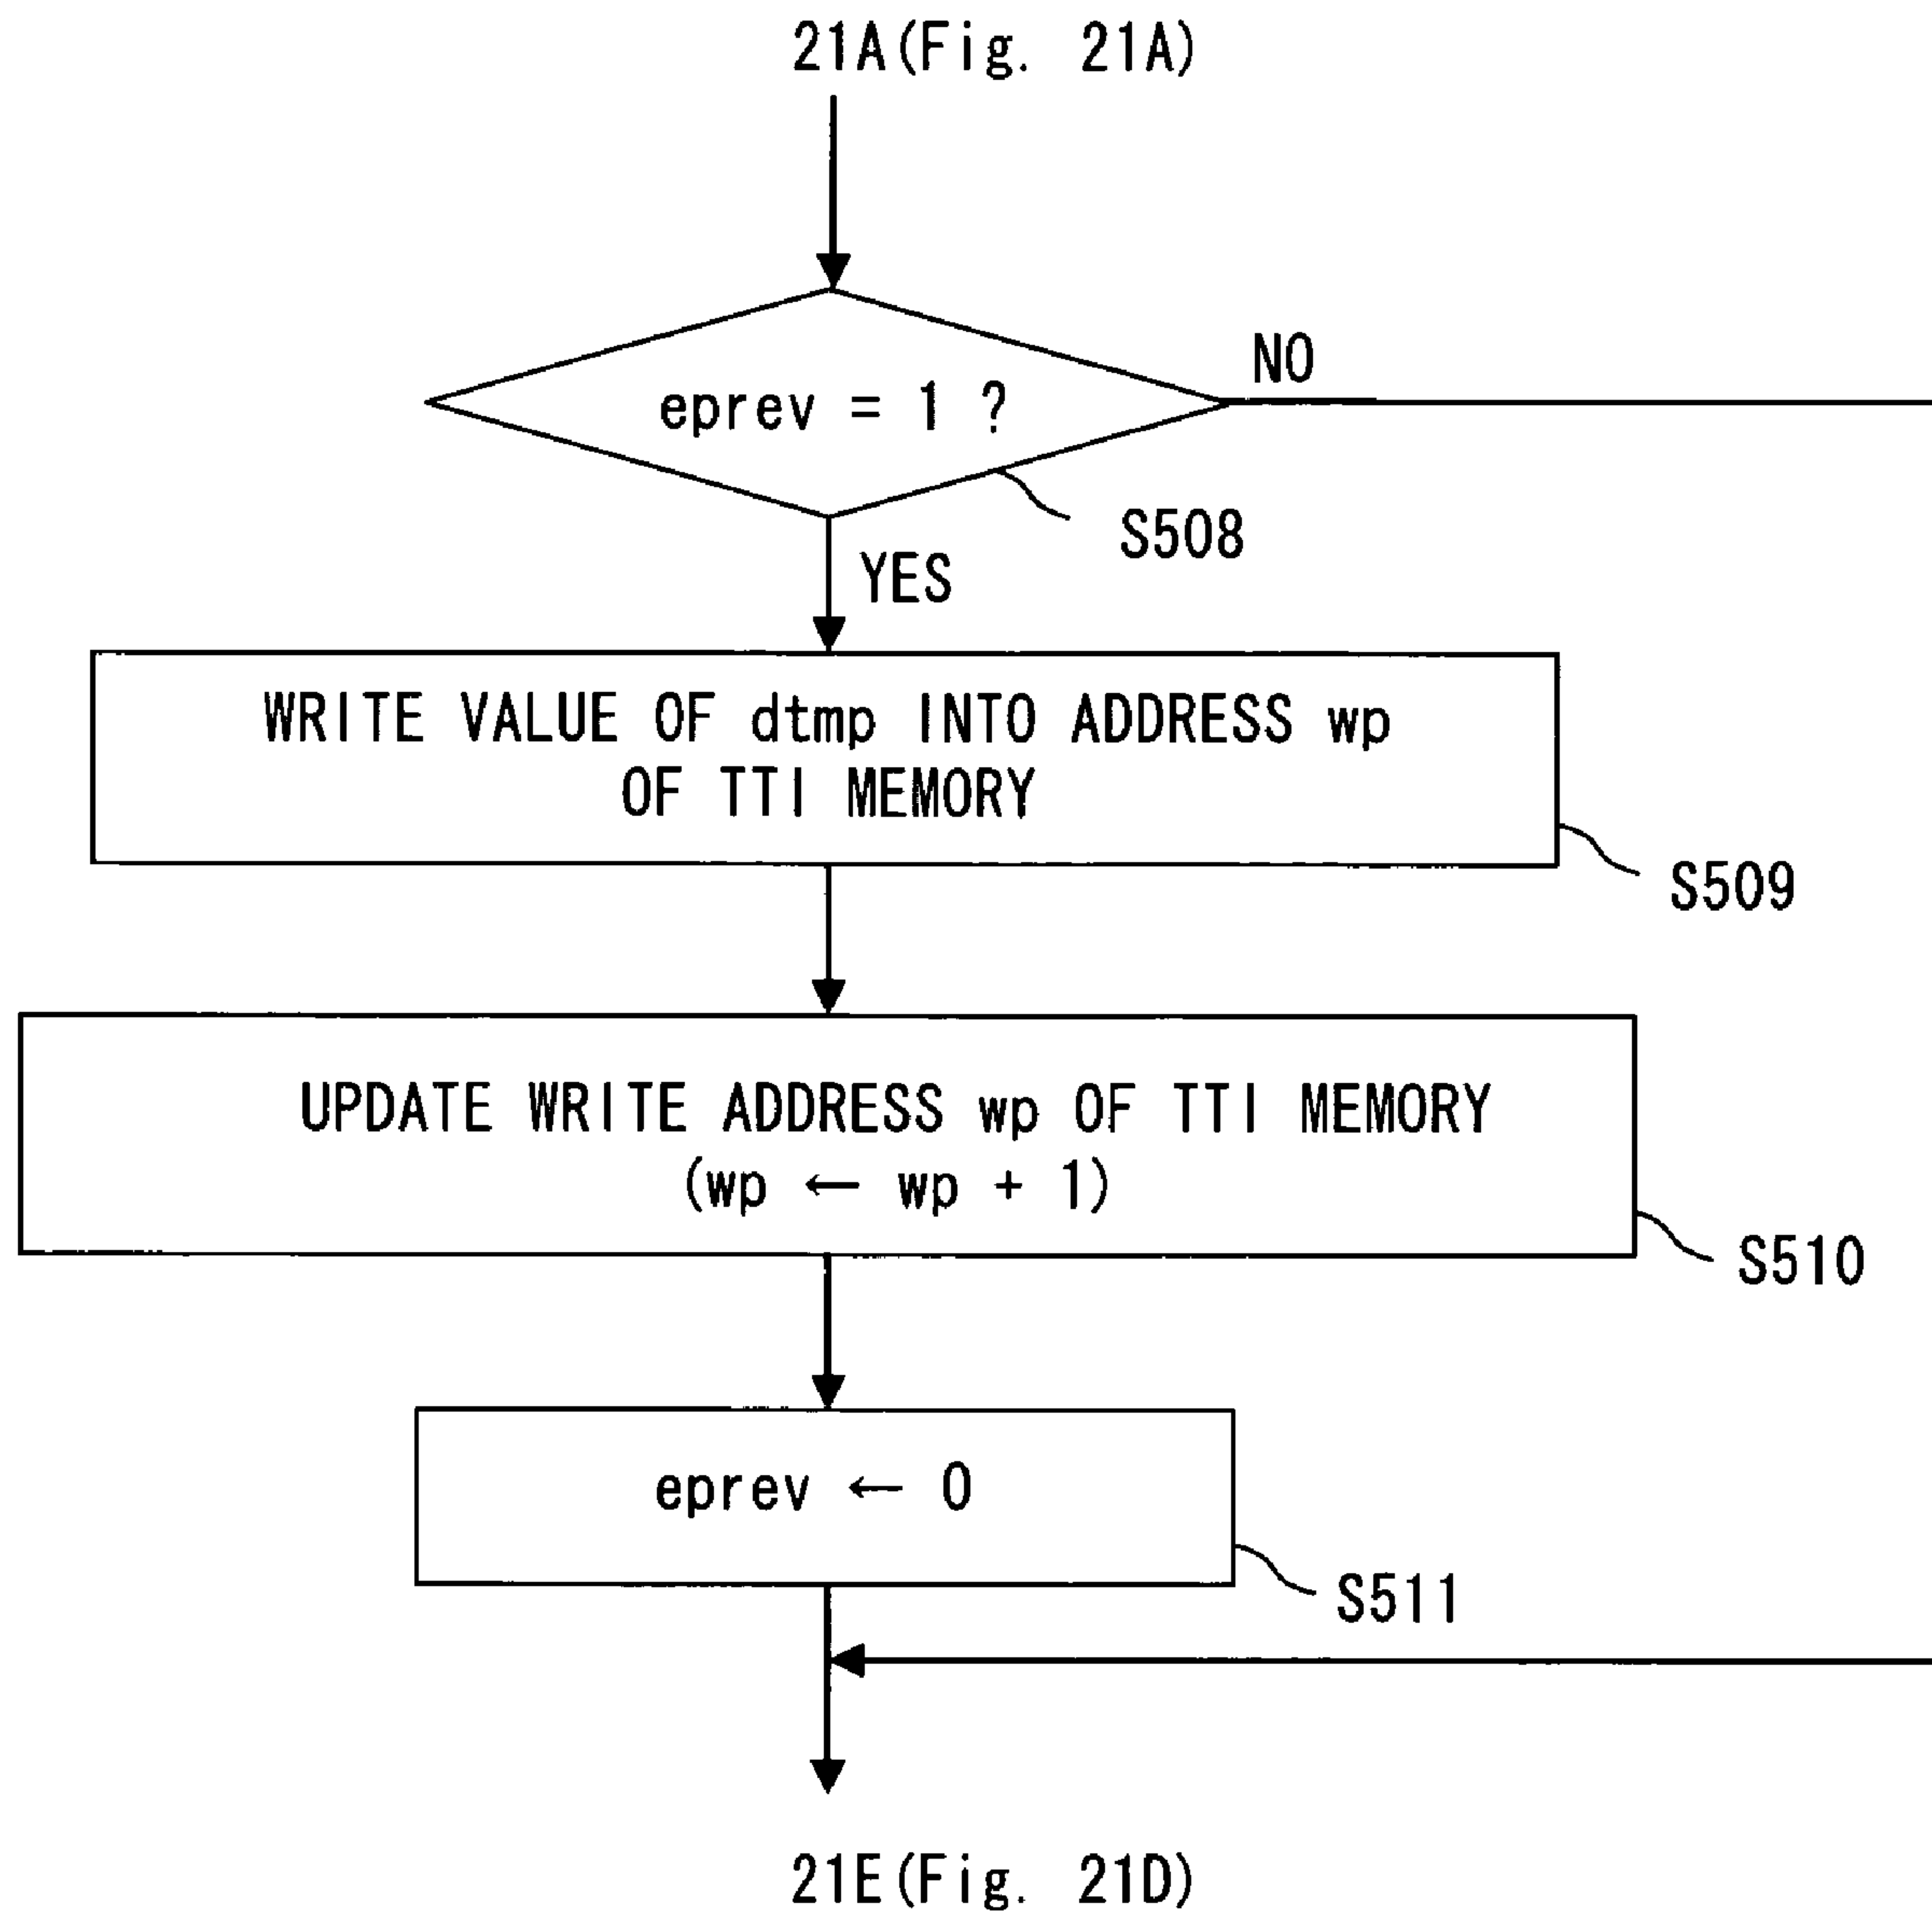 21A(Fig. 21A)
eprev = 1 ?
NO
S508
YES
WRITE VALUE OF dtmp INTO ADDRESS wp
OF TTI MEMORY
S509
UPDATE WRITE ADDRESS wp OF TTI MEMORY
(wp ← wp + 1)
S510
eprev ← 0
S511
21E(Fig. 21D)